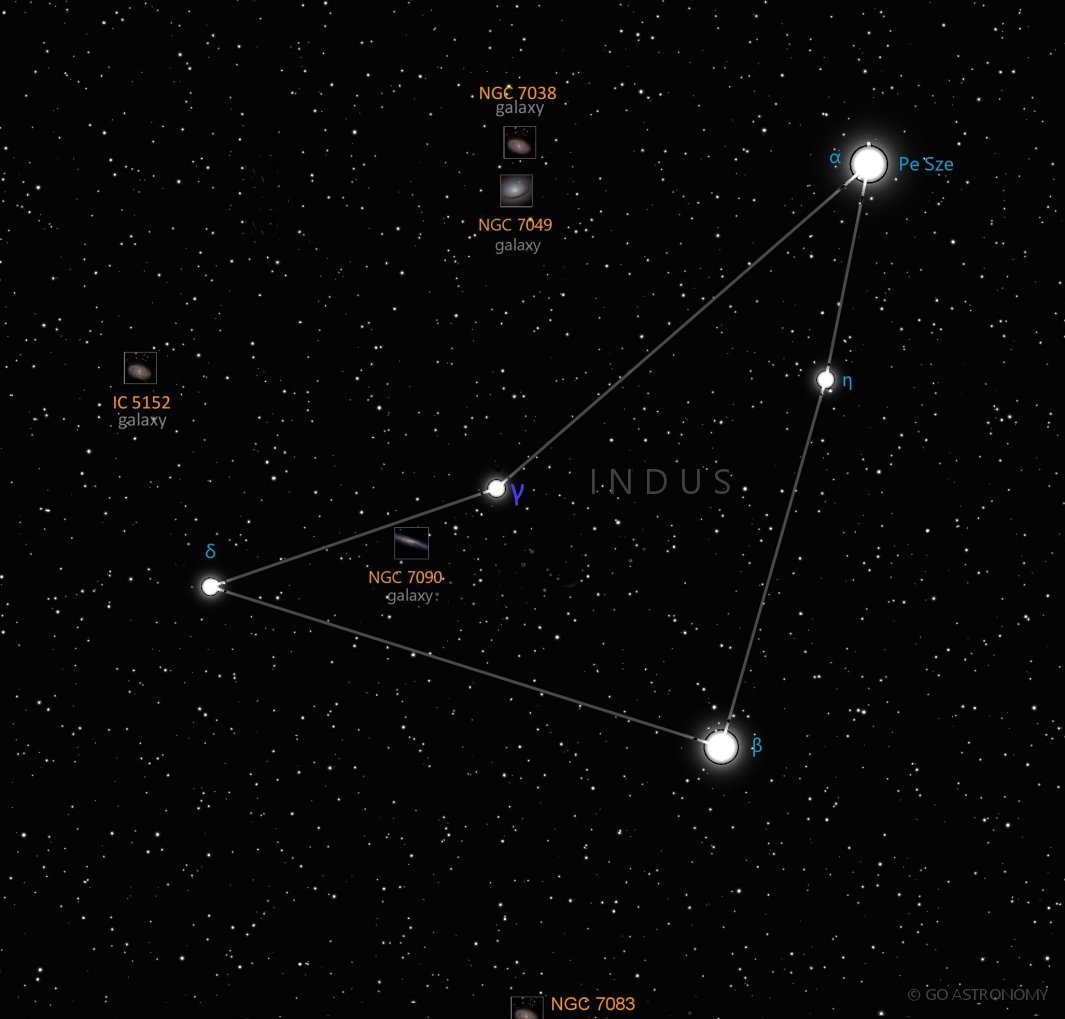 NGC 7038
galaxy
α
Pe Sze
NGC 7049
galaxy
IC 5152
galaxy
η
INDUS
γ
δ
NGC 7090
galaxy
β
© GO ASTRONOMY
NGC 7083